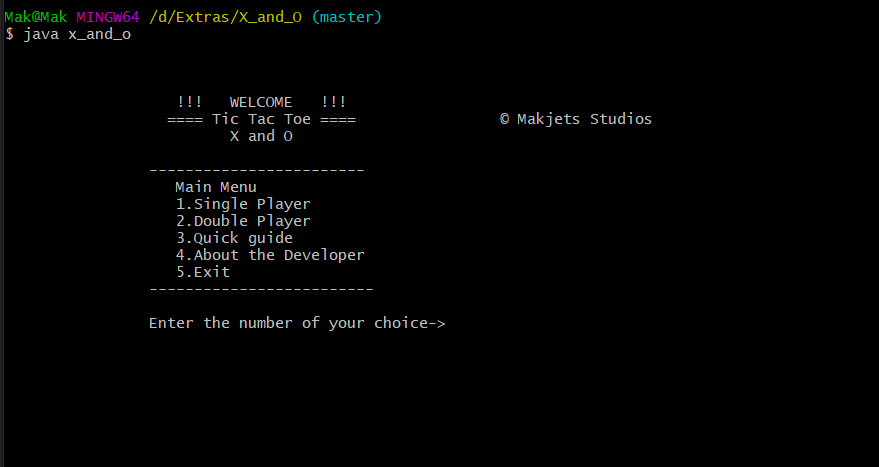 Mak@Mak MINGW64 /d/Extras/X_and_O (master)
$ java x_and_o
!!!   WELCOME   !!!
==== Tic Tac Toe ==== © Makjets Studios
X and O
------------------------
Main Menu
1.Single Player
2.Double Player
3.Quick guide
4.About the Developer
5.Exit
-------------------------
Enter the number of your choice->